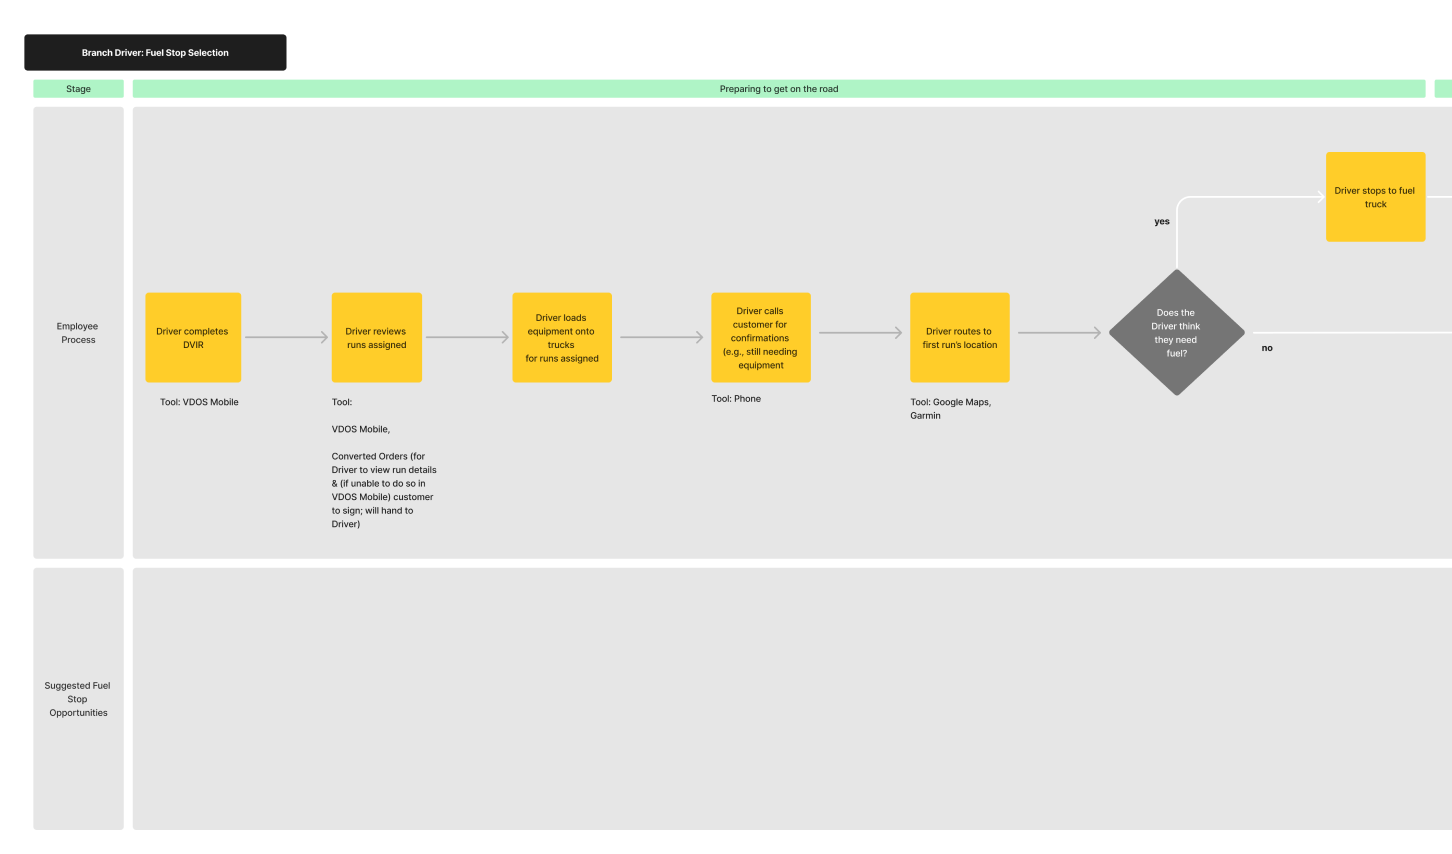 Branch Driver: Fuel Stop Selection
Stage
Preparing to get on the road
Employee
Process
Driver completes
DVIR
Tool: VDOS Mobile
Driver reviews
runs assigned
Tool:
VDOS Mobile,
Converted Orders (for
Driver to view run details
& (if unable to do so in
VDOS Mobile) customer
to sign; will hand to
Driver)
Driver loads
equipment onto
trucks
for runs assigned
Driver calls
customer for
confirmations
(e.g., still needing
equipment
Tool: Phone
Driver routes to
first run's location
Tool: Google Maps,
Garmin
Does the
Driver think
they need
fuel?
yes
no
Driver stops to fuel
truck
Suggested Fuel
Stop
Opportunities